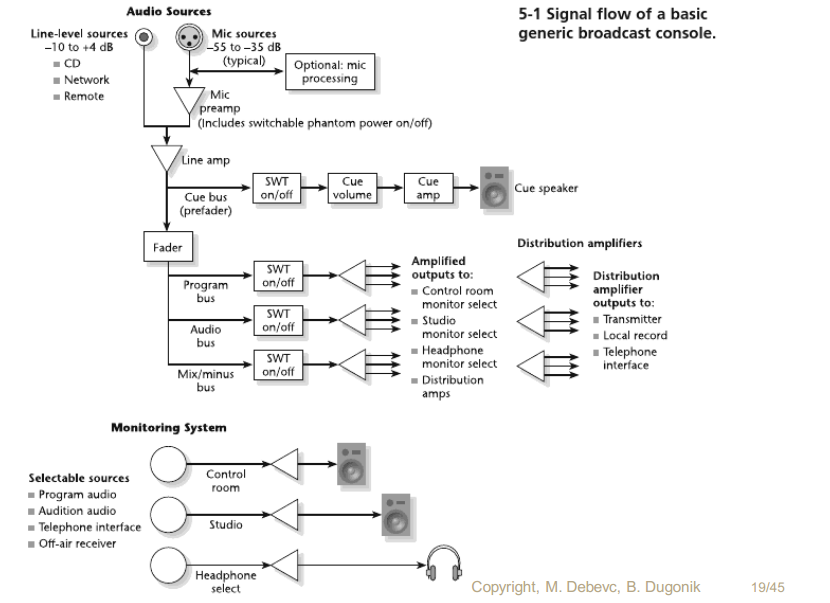 Audio Sources
5-1 Signal flow of a basic
generic broadcast console.
Line-level sources
–10 to +4 dB
CD
Network
Remote
Mic sources
–55 to –35 dB
(typical)
Optional: mic
processing
Mic
preamp
(Includes switchable phantom power on/off)
Line amp
Cue bus
(prefader)
SWT
on/off
Cue
volume
Cue
amp
Cue speaker
Fader
Program
bus
SWT
on/off
Audio
bus
SWT
on/off
Mix/minus
bus
SWT
on/off
Amplified
outputs to:
Control room
monitor select
Studio
monitor select
Headphone
monitor select
Distribution
amps
Distribution amplifiers
Distribution
amplifier
outputs to:
Transmitter
Local record
Telephone
interface
Monitoring System
Selectable sources
Program audio
Audition audio
Telephone interface
Off-air receiver
Control
room
Studio
Headphone
select
Copyright, M. Debevc, B. Dugonik
19/45